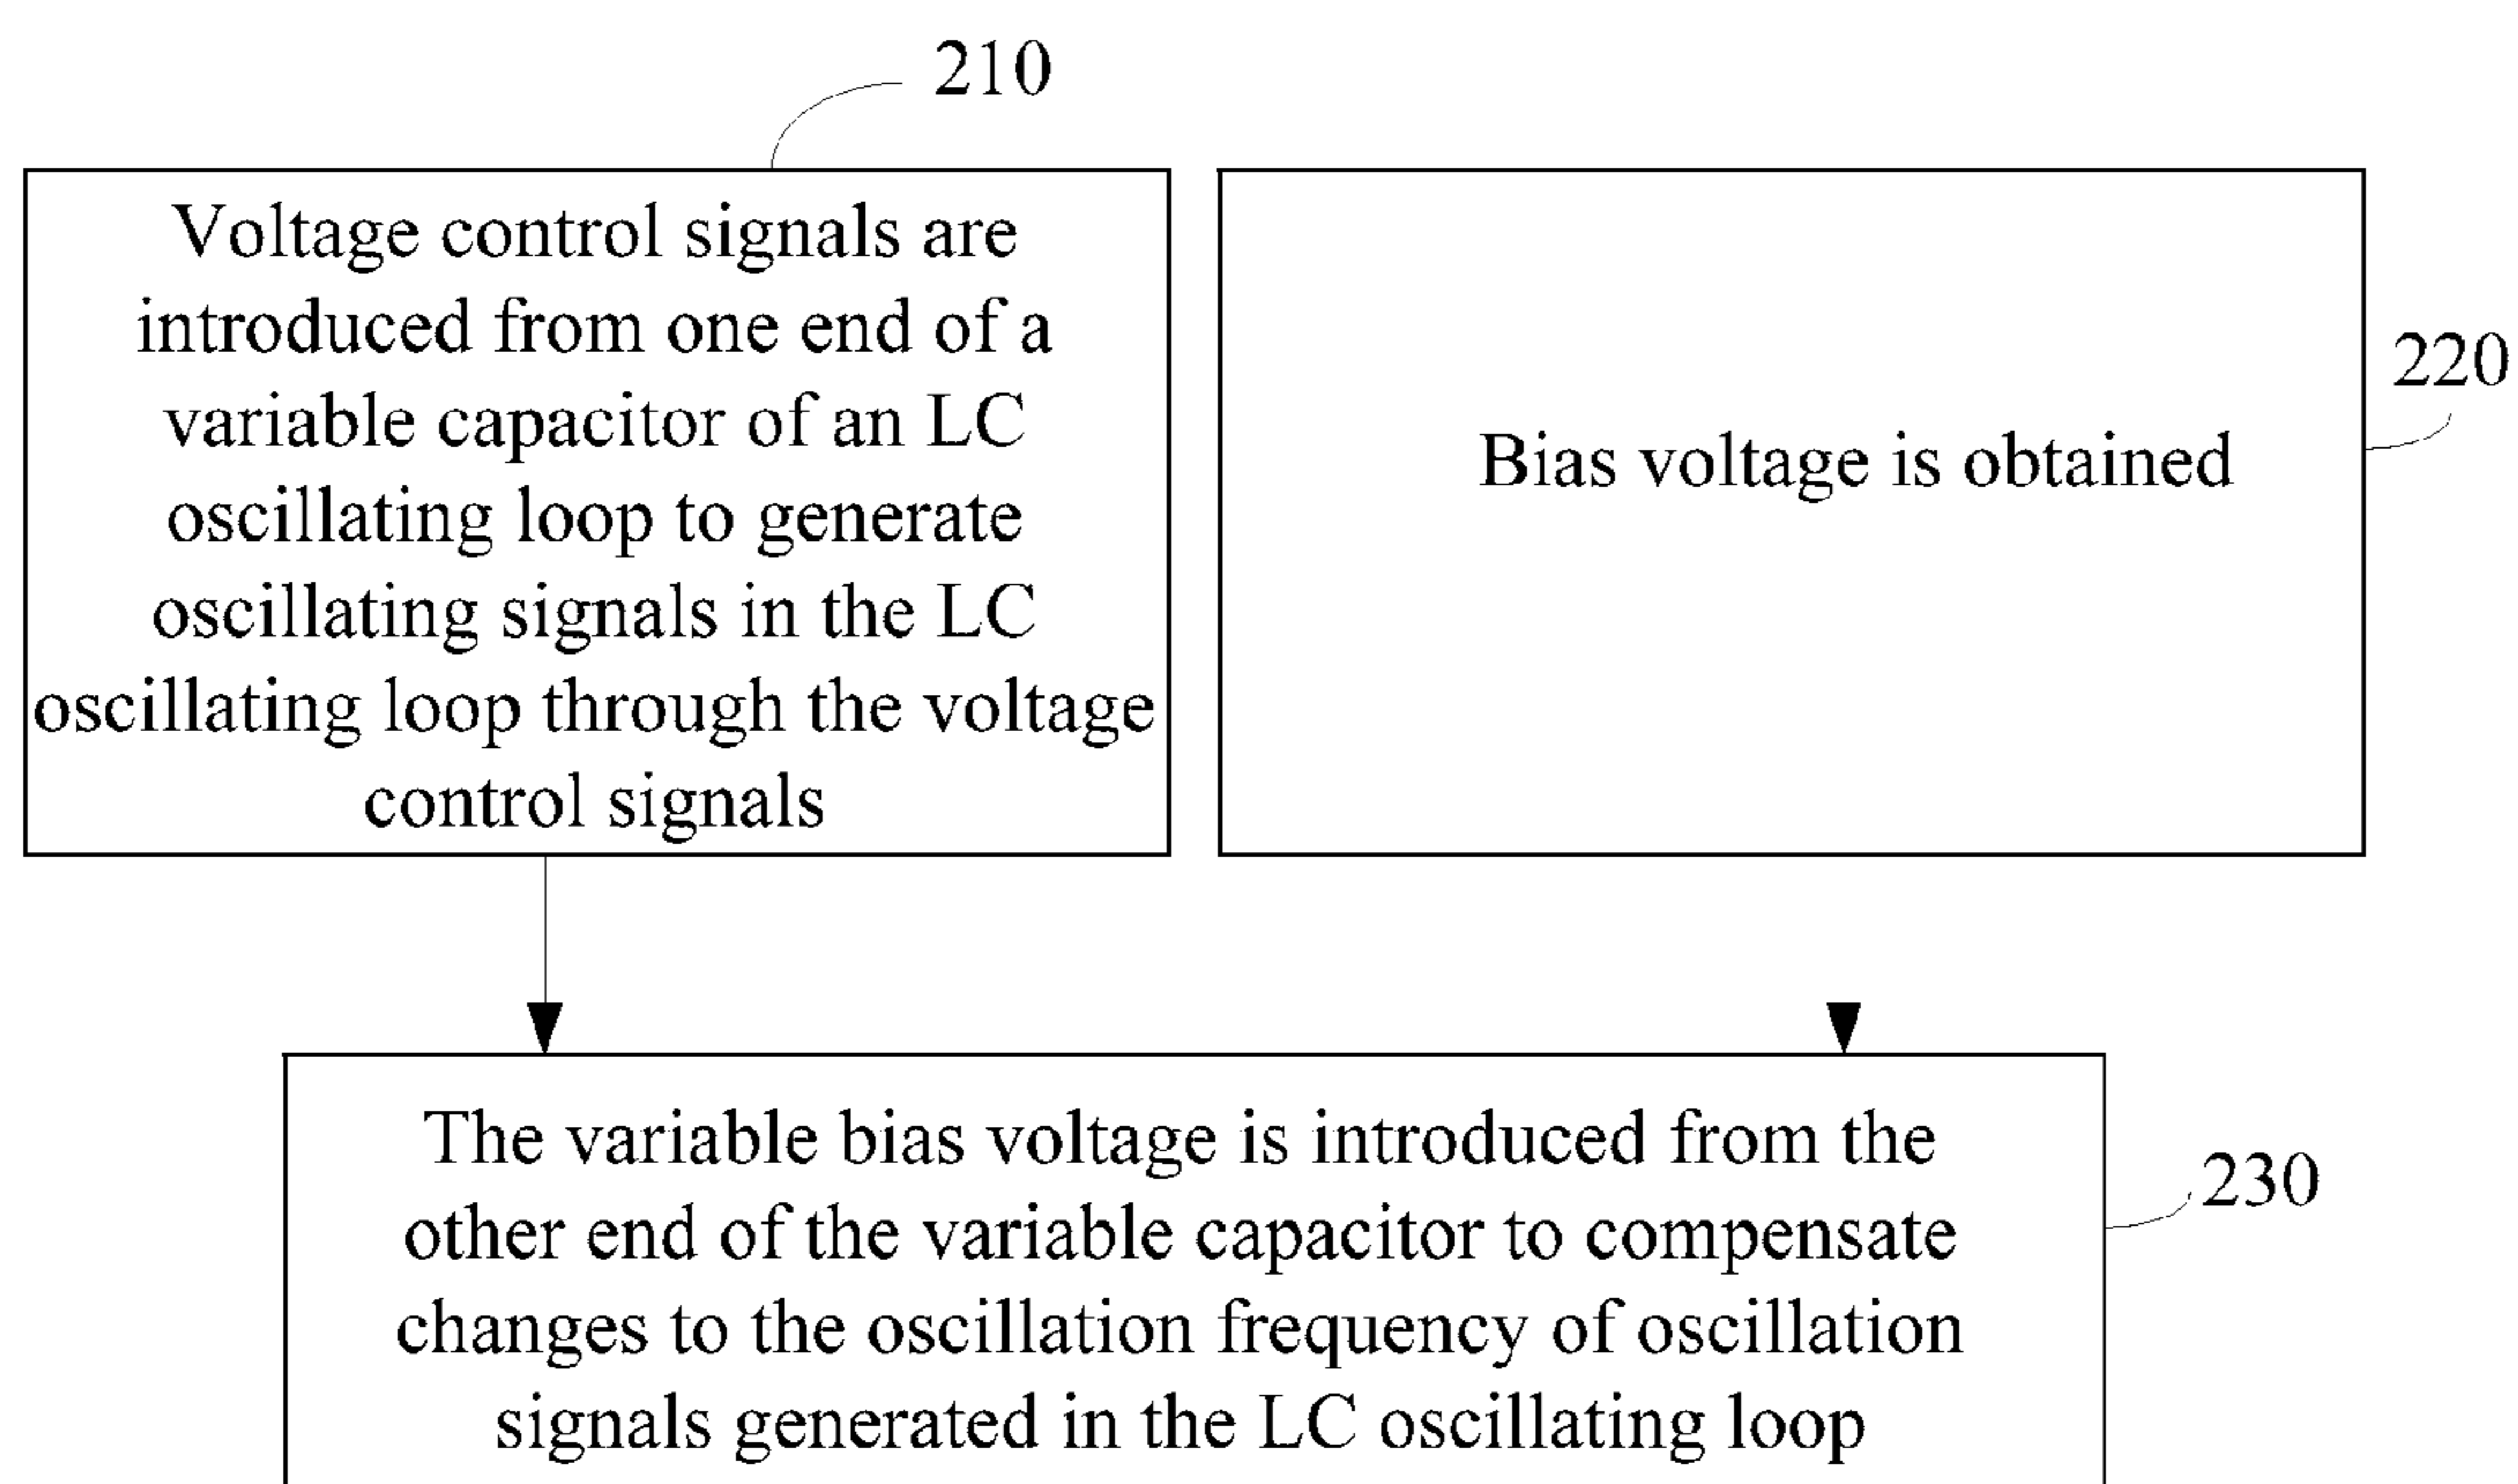 210
Voltage control signals are
introduced from one end of a
variable capacitor of an LC
oscillating loop to generate
oscillating signals in the LC
oscillating loop through the voltage
control signals
220
Bias voltage is obtained
The variable bias voltage is introduced from the
other end of the variable capacitor to compensate
changes to the oscillation frequency of oscillation
signals generated in the LC oscillating loop
230